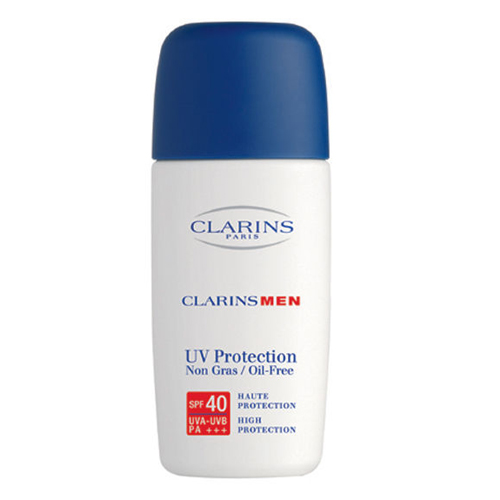 CLARINS
PARIS
CLARINSMEN
UV Protection
Non Gras / Oil-Free
SPF 40
UVA-UVB
PA +++
HAUTE
PROTECTION
HIGH
PROTECTION